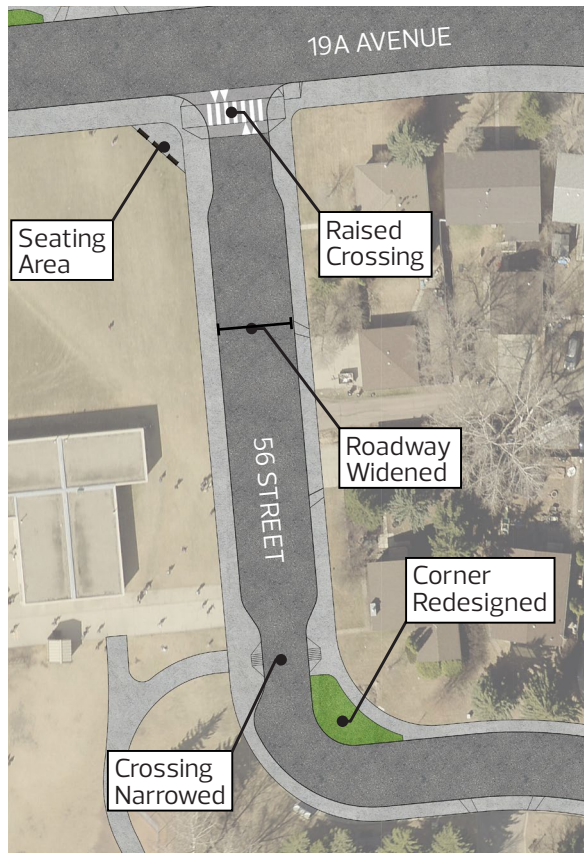 19A AVENUE
Seating
Area
Raised
Crossing
Roadway
Widened
56 STREET
Corner
Redesigned
Crossing
Narrowed